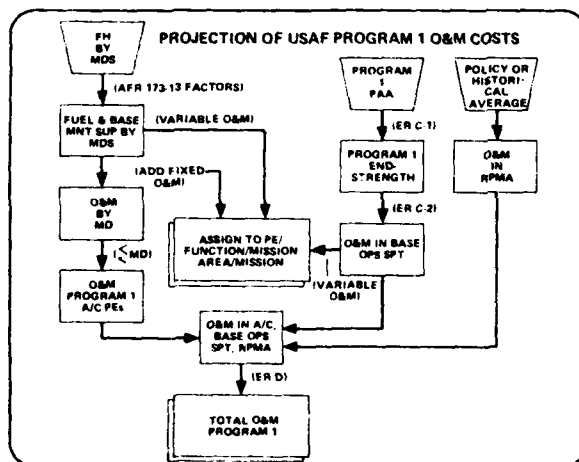 PROJECTION OF USAF PROGRAM 1 O&M COSTS
FH
BY
MDS
(AFR 173-13 FACTORS)
FUEL & BASE
MNT SUP BY
MDS
(VARIABLE O&M)
(ADD FIXED
O&M)
O&M
BY
MD
(≤MD)
O&M
PROGRAM 1
A/C PEs
PROGRAM
1
PAA
(ER C-1)
PROGRAM 1
END-
STRENGTH
(ER C-2)
O&M IN BASE
OPS SPT
(VARIABLE
O&M)
ASSIGN TO PE/
FUNCTION/MISSION
AREA/MISSION
POLICY OR
HISTORI-
CAL
AVERAGE
O&M
IN
RPMA
O&M IN A/C,
BASE OPS
SPT, RPMA
(ER D)
TOTAL O&M
PROGRAM 1